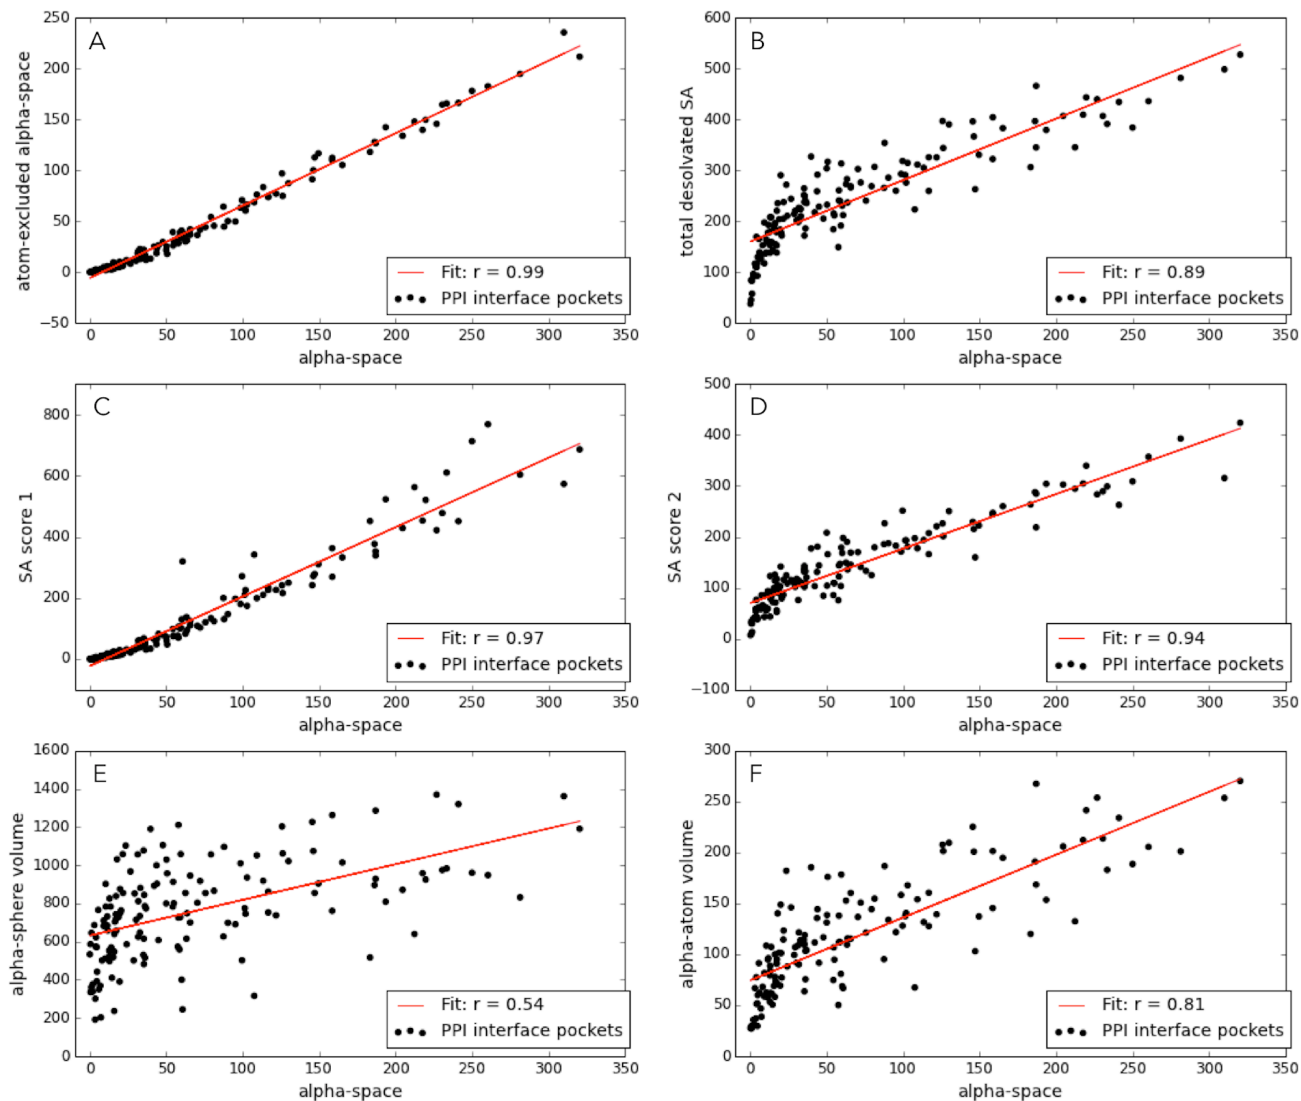 A
atom-excluded alpha-space
250
200
150
100
50
0
−50
Fit: r = 0.99
PPI interface pockets
0 50 100 150 200 250 300 350
alpha-space
B
total desolvated SA
600
500
400
300
200
100
0
Fit: r = 0.89
PPI interface pockets
0 50 100 150 200 250 300 350
alpha-space
C
SA score 1
800
600
400
200
0
Fit: r = 0.97
PPI interface pockets
0 50 100 150 200 250 300 350
alpha-space
D
SA score 2
500
400
300
200
100
0
−100
Fit: r = 0.94
PPI interface pockets
0 50 100 150 200 250 300 350
alpha-space
E
alpha-sphere volume
1600
1400
1200
1000
800
600
400
200
0
Fit: r = 0.54
PPI interface pockets
0 50 100 150 200 250 300 350
alpha-space
F
alpha-atom volume
300
250
200
150
100
50
0
Fit: r = 0.81
PPI interface pockets
0 50 100 150 200 250 300 350
alpha-space